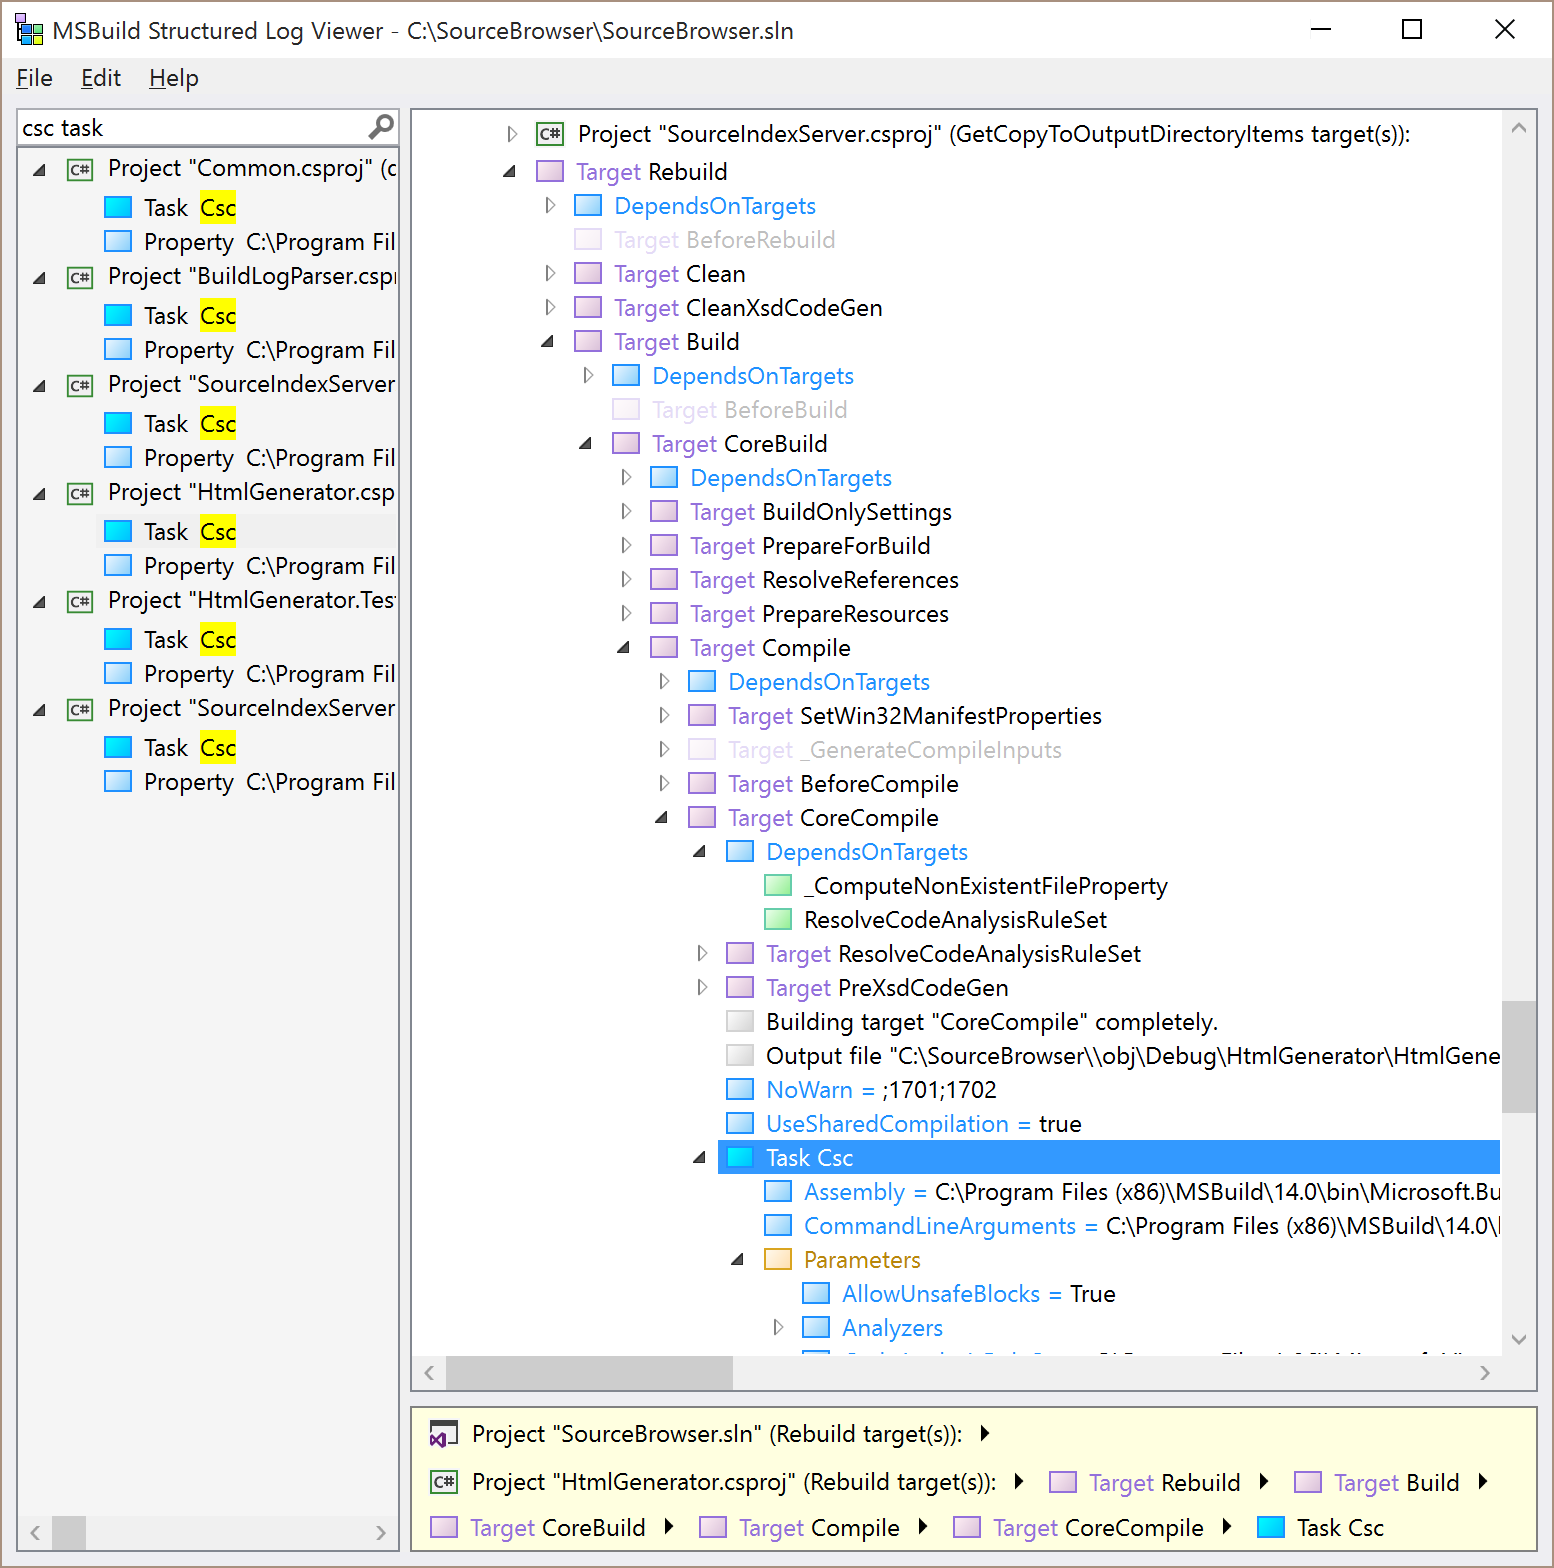 MSBuild Structured Log Viewer - C:\SourceBrowser\SourceBrowser.sln
File Edit Help
csc task
Project "Common.csproj" (
Task Csc
Property C:\Program Fil
Project "BuildLogParser.csp
Task Csc
Property C:\Program Fil
Project "SourceIndexServer
Task Csc
Property C:\Program Fil
Project "HtmlGenerator.csp
Task Csc
Property C:\Program Fil
Project "HtmlGenerator.Tes
Task Csc
Property C:\Program Fil
Project "SourceIndexServer
Task Csc
Property C:\Program Fil
C# Project "SourceIndexServer.csproj" (GetCopyToOutputDirectoryItems target(s)):
Target Rebuild
DependsOnTargets
Target BeforeRebuild
Target Clean
Target CleanXsdCodeGen
Target Build
DependsOnTargets
Target BeforeBuild
Target CoreBuild
DependsOnTargets
Target BuildOnlySettings
Target PrepareForBuild
Target ResolveReferences
Target PrepareResources
Target Compile
DependsOnTargets
Target SetWin32ManifestProperties
Target _GenerateCompileInputs
Target BeforeCompile
Target CoreCompile
DependsOnTargets
_ComputeNonExistentFileProperty
ResolveCodeAnalysisRuleSet
Target ResolveCodeAnalysisRuleSet
Target PreXsdCodeGen
Building target "CoreCompile" completely.
Output file "C:\SourceBrowser\\obj\Debug\HtmlGenerator\HtmlGene
NoWarn = ;1701;1702
UseSharedCompilation = true
Task Csc
Assembly = C:\Program Files (x86)\MSBuild\14.0\bin\Microsoft.Bu
CommandLineArguments = C:\Program Files (x86)\MSBuild\14.0\
Parameters
AllowUnsafeBlocks = True
Analyzers
Project "SourceBrowser.sln" (Rebuild target(s)):
C# Project "HtmlGenerator.csproj" (Rebuild target(s)): Target Rebuild Target Build
Target CoreBuild Target Compile Target CoreCompile Task Csc